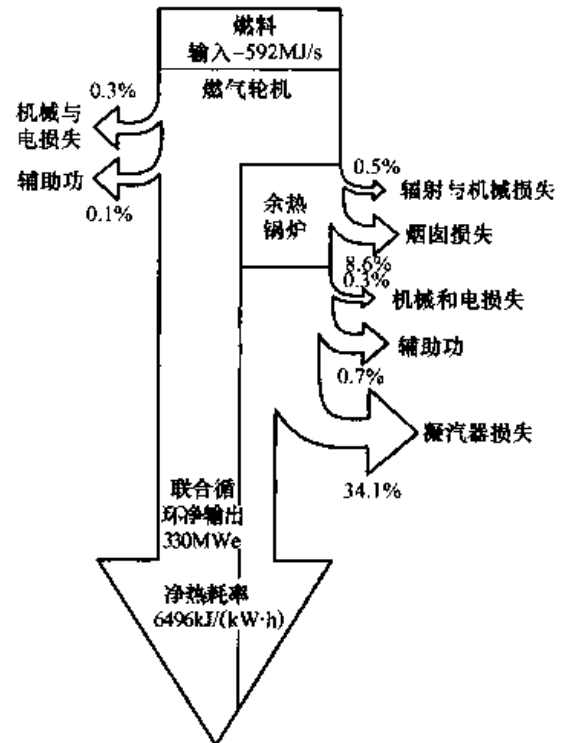 燃料
输入-592MJ/s
燃气轮机
0.3%
机械与
电损失
辅助功
0.1%
0.5%
辐射与机械损失
余热
锅炉
烟囱损失
8.6%
0.3%
机械和电损失
辅助功
0.7%
凝汽器损失
34.1%
联合循
环净输出
330MWe
净热耗率
6496kJ/(kW·h)